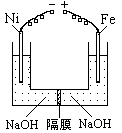 - +
Ni Fe
NaOH 隔膜 NaOH